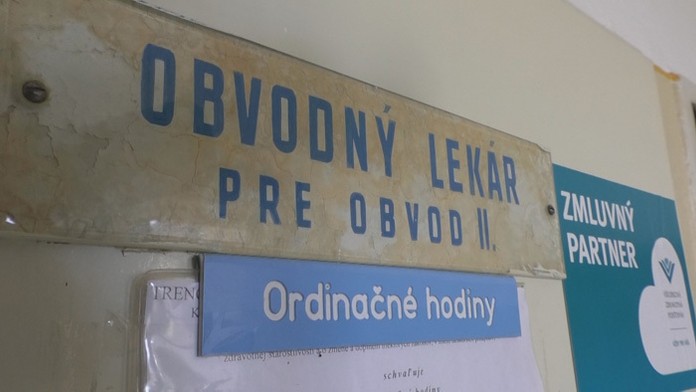 OBVODNÝ LEKÁR
PRE OBVOD II.
ZMLUVNÝ
PARTNER
Ordinačné hodiny
schvaľuje